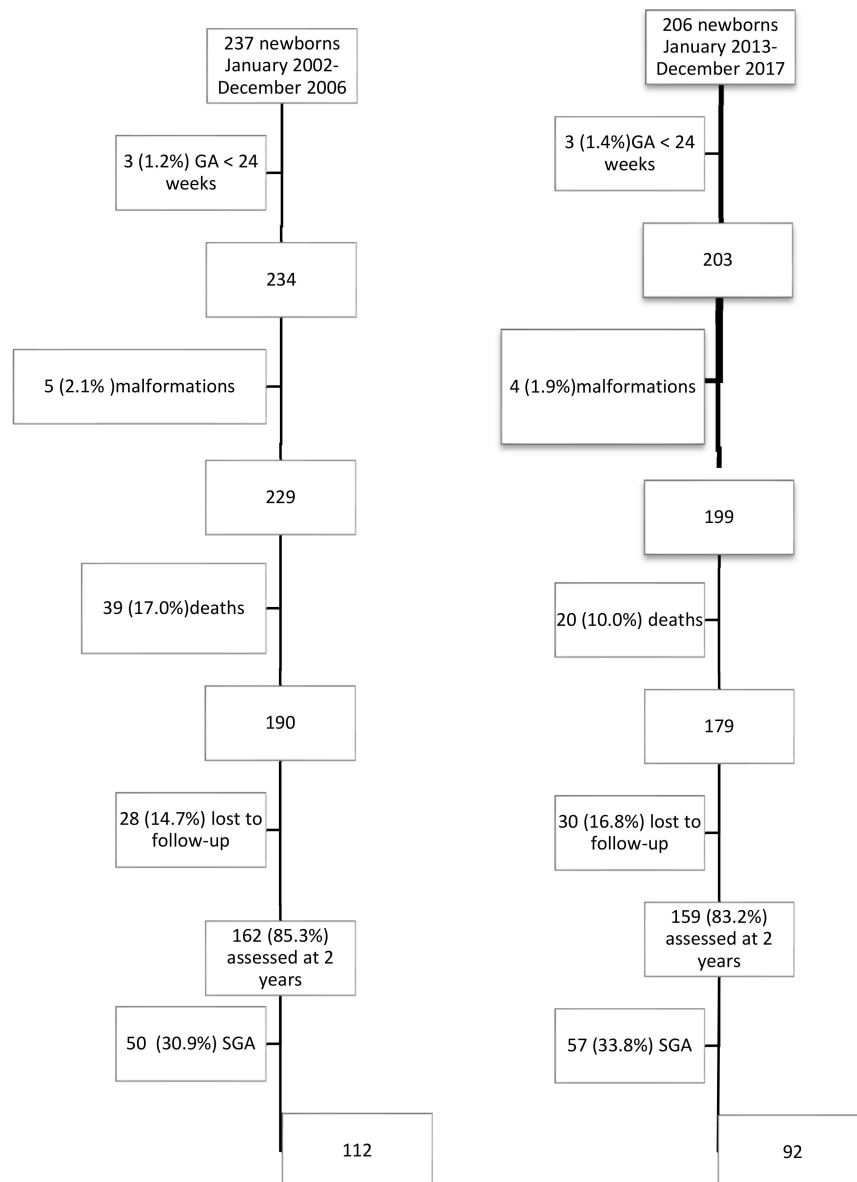 237 newborns
January 2002-
December 2006
3 (1.2%) GA < 24
weeks
234
5 (2.1% )malformations
229
39 (17.0%)deaths
190
28 (14.7%) lost to
follow-up
162 (85.3%)
assessed at 2
years
50 (30.9%) SGA
112
206 newborns
January 2013-
December 2017
3 (1.4%)GA < 24
weeks
203
4 (1.9%)malformations
199
20 (10.0%) deaths
179
30 (16.8%) lost to
follow-up
159 (83.2%)
assessed at 2
years
57 (33.8%) SGA
92